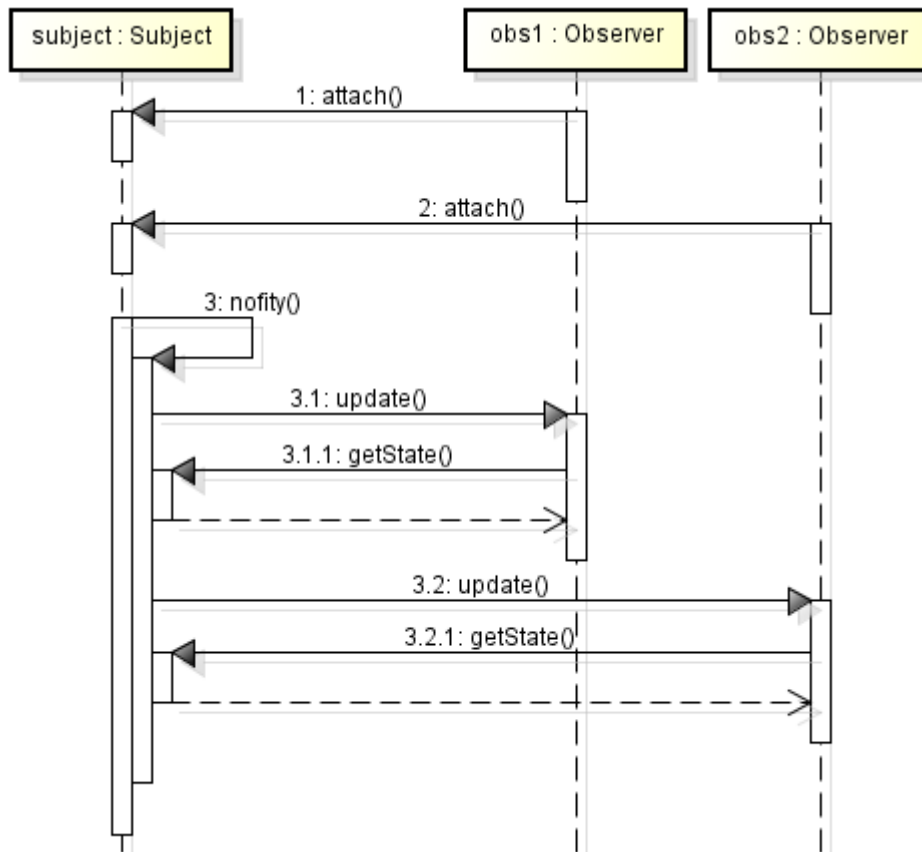 subject : Subject
obs1 : Observer
obs2 : Observer
1: attach()
2: attach()
3: nofity()
3.1: update()
3.1.1: getState()
3.2: update()
3.2.1: getState()